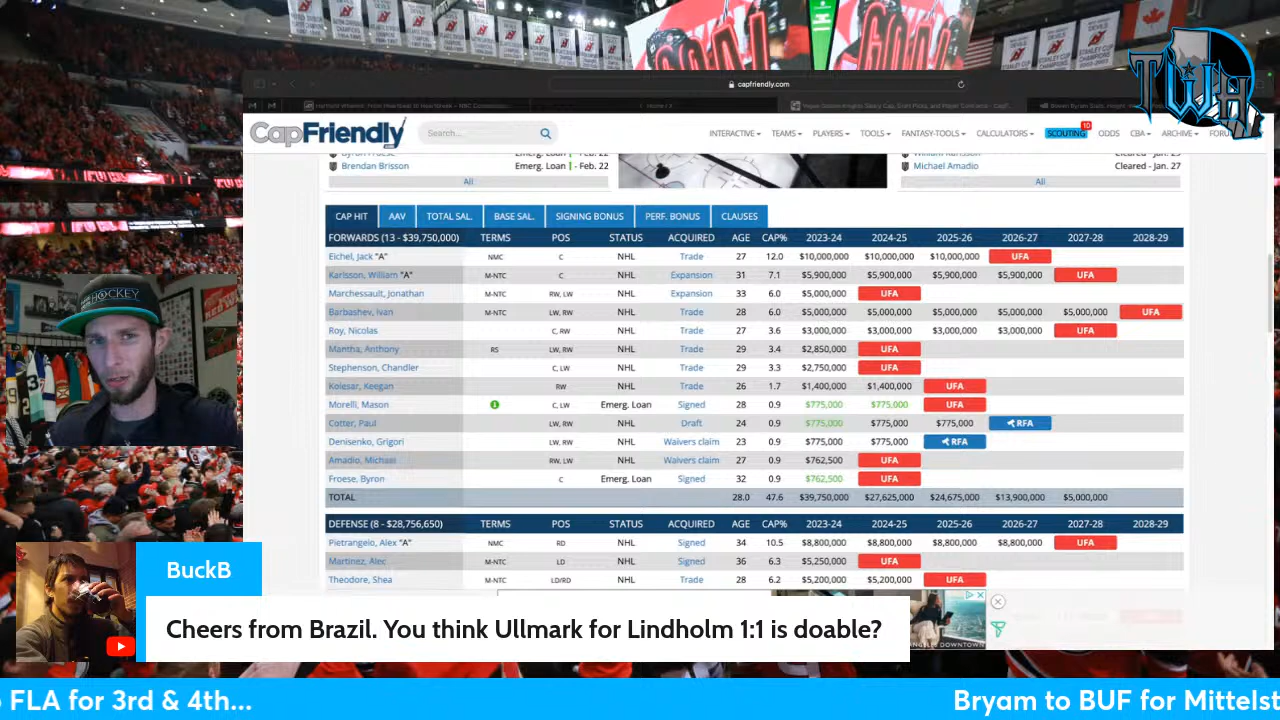 capfriendly.com
CapFriendly
Search...
INTERACTIVE TEAMS PLAYERS TOOLS FANTASY-TOOLS CALCULATORS SCOUTING 10 ODDS CBA ARCHIVE
Brendan Brisson Emerg. Loan - Feb. 22 Michael Amadio Cleared - Jan. 27
All All
CAP HIT AAV TOTAL SAL. BASE SAL. SIGNING BONUS PERF. BONUS CLAUSES
FORWARDS (13 - $39,750,000) TERMS POS STATUS ACQUIRED AGE CAP% 2023-24 2024-25 2025-26 2026-27 2027-28 2028-29
Eichel, Jack "A" NMC C NHL Trade 27 12.0 $10,000,000 $10,000,000 $10,000,000 UFA
Karlsson, William "A" M-NTC C NHL Expansion 31 7.1 $5,900,000 $5,900,000 $5,900,000 $5,900,000 UFA
Marchessault, Jonathan M-NTC RW, LW NHL Expansion 33 6.0 $5,000,000 UFA
Barbashev, Ivan M-NTC LW, RW NHL Trade 28 6.0 $5,000,000 $5,000,000 $5,000,000 $5,000,000 $5,000,000 UFA
Roy, Nicolas C, RW NHL Trade 27 3.6 $3,000,000 $3,000,000 $3,000,000 $3,000,000 UFA
Mantha, Anthony RS LW, RW NHL Trade 29 3.4 $2,850,000 UFA
Stephenson, Chandler C, LW NHL Trade 29 3.3 $2,750,000 UFA
Kolesar, Keegan RW NHL Trade 26 1.7 $1,400,000 $1,400,000 UFA
Morelli, Mason C, LW Emerg. Loan Signed 28 0.9 $775,000 $775,000 UFA
Cotter, Paul LW, RW NHL Draft 24 0.9 $775,000 $775,000 $775,000 RFA
Denisenko, Grigori LW, RW NHL Waivers claim 23 0.9 $775,000 $775,000 RFA
Amadio, Michael RW, LW NHL Waivers claim 27 0.9 $762,500 UFA
Froese, Byron C Emerg. Loan Signed 32 0.9 $762,500 UFA
TOTAL 28.0 47.6 $39,750,000 $27,625,000 $24,675,000 $13,900,000 $5,000,000
DEFENSE (8 - $28,756,650) TERMS POS STATUS ACQUIRED AGE CAP% 2023-24 2024-25 2025-26 2026-27 2027-28 2028-29
Pietrangelo, Alex "A" NMC RD NHL Signed 34 10.5 $8,800,000 $8,800,000 $8,800,000 $8,800,000 UFA
Martinez, Alec M-NTC LD NHL Signed 36 6.3 $5,250,000 UFA
Theodore, Shea M-NTC LD/RD NHL Trade 28 6.2 $5,200,000 $5,200,000 UFA
BuckB
Cheers from Brazil. You think Ullmark for Lindholm 1:1 is doable?
FLA for 3rd & 4th... Bryam to BUF for Mittelst
TWH
HOCKEY
GOAL